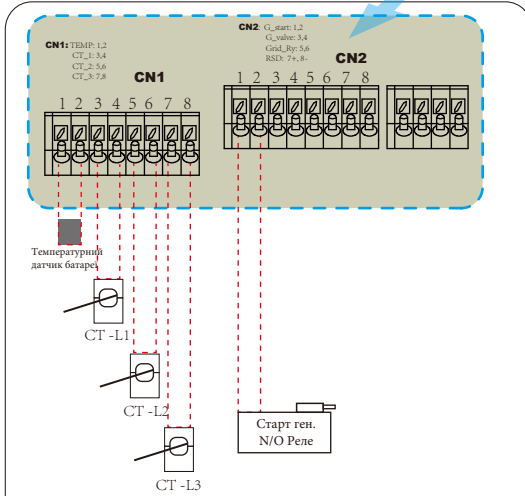 CN1: TEMP: 1,2
CT_1: 3,4
CT_2: 5,6
CT_3: 7,8
CN1
1 2 3 4 5 6 7 8
CN2: G_start: 1,2
G_valve: 3,4
Grid_Ry: 5,6
RSD: 7+, 8-
CN2
1 2 3 4 5 6 7 8
Температурний
датчик батареї
CT -L1
CT -L2
CT -L3
Старт ген.
N/O Реле